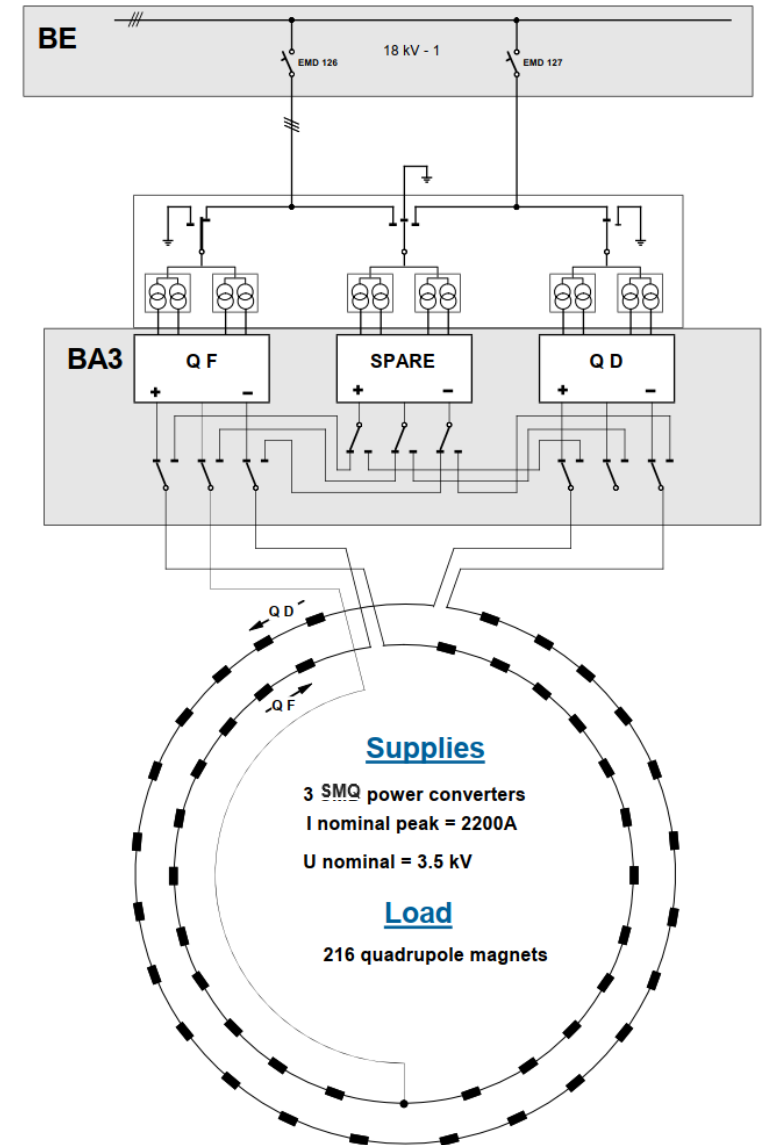 BE
18 kV - 1
EMD 126
EMD 127
BA3
Q F
SPARE
Q D
+ −
+ −
+ −
Q D
Q F
Supplies
3 SMQ power converters
I nominal peak = 2200A
U nominal = 3.5 kV
Load
216 quadrupole magnets